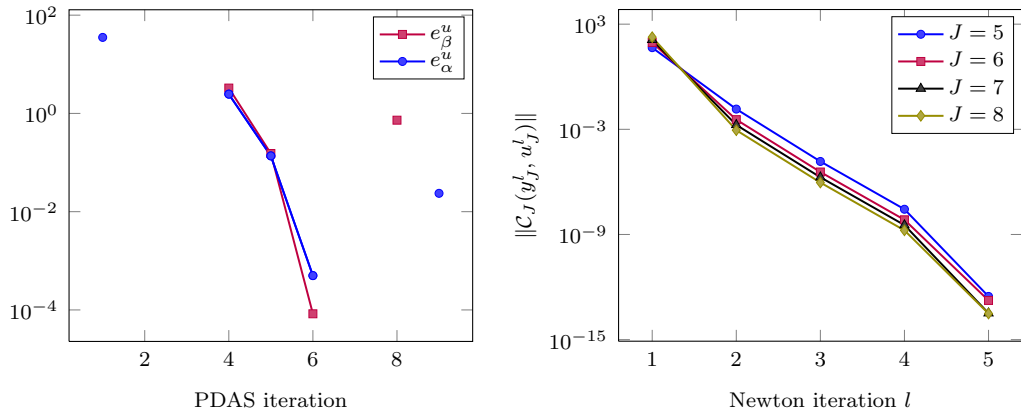 10^2
10^0
10^−2
10^−4
2
4
6
8
PDAS iteration
e^u_β
e^u_α
10^3
10^−3
10^−9
10^−15
1
2
3
4
5
Newton iteration l
||C_J(y^l_J, u^l_J)||
J = 5
J = 6
J = 7
J = 8